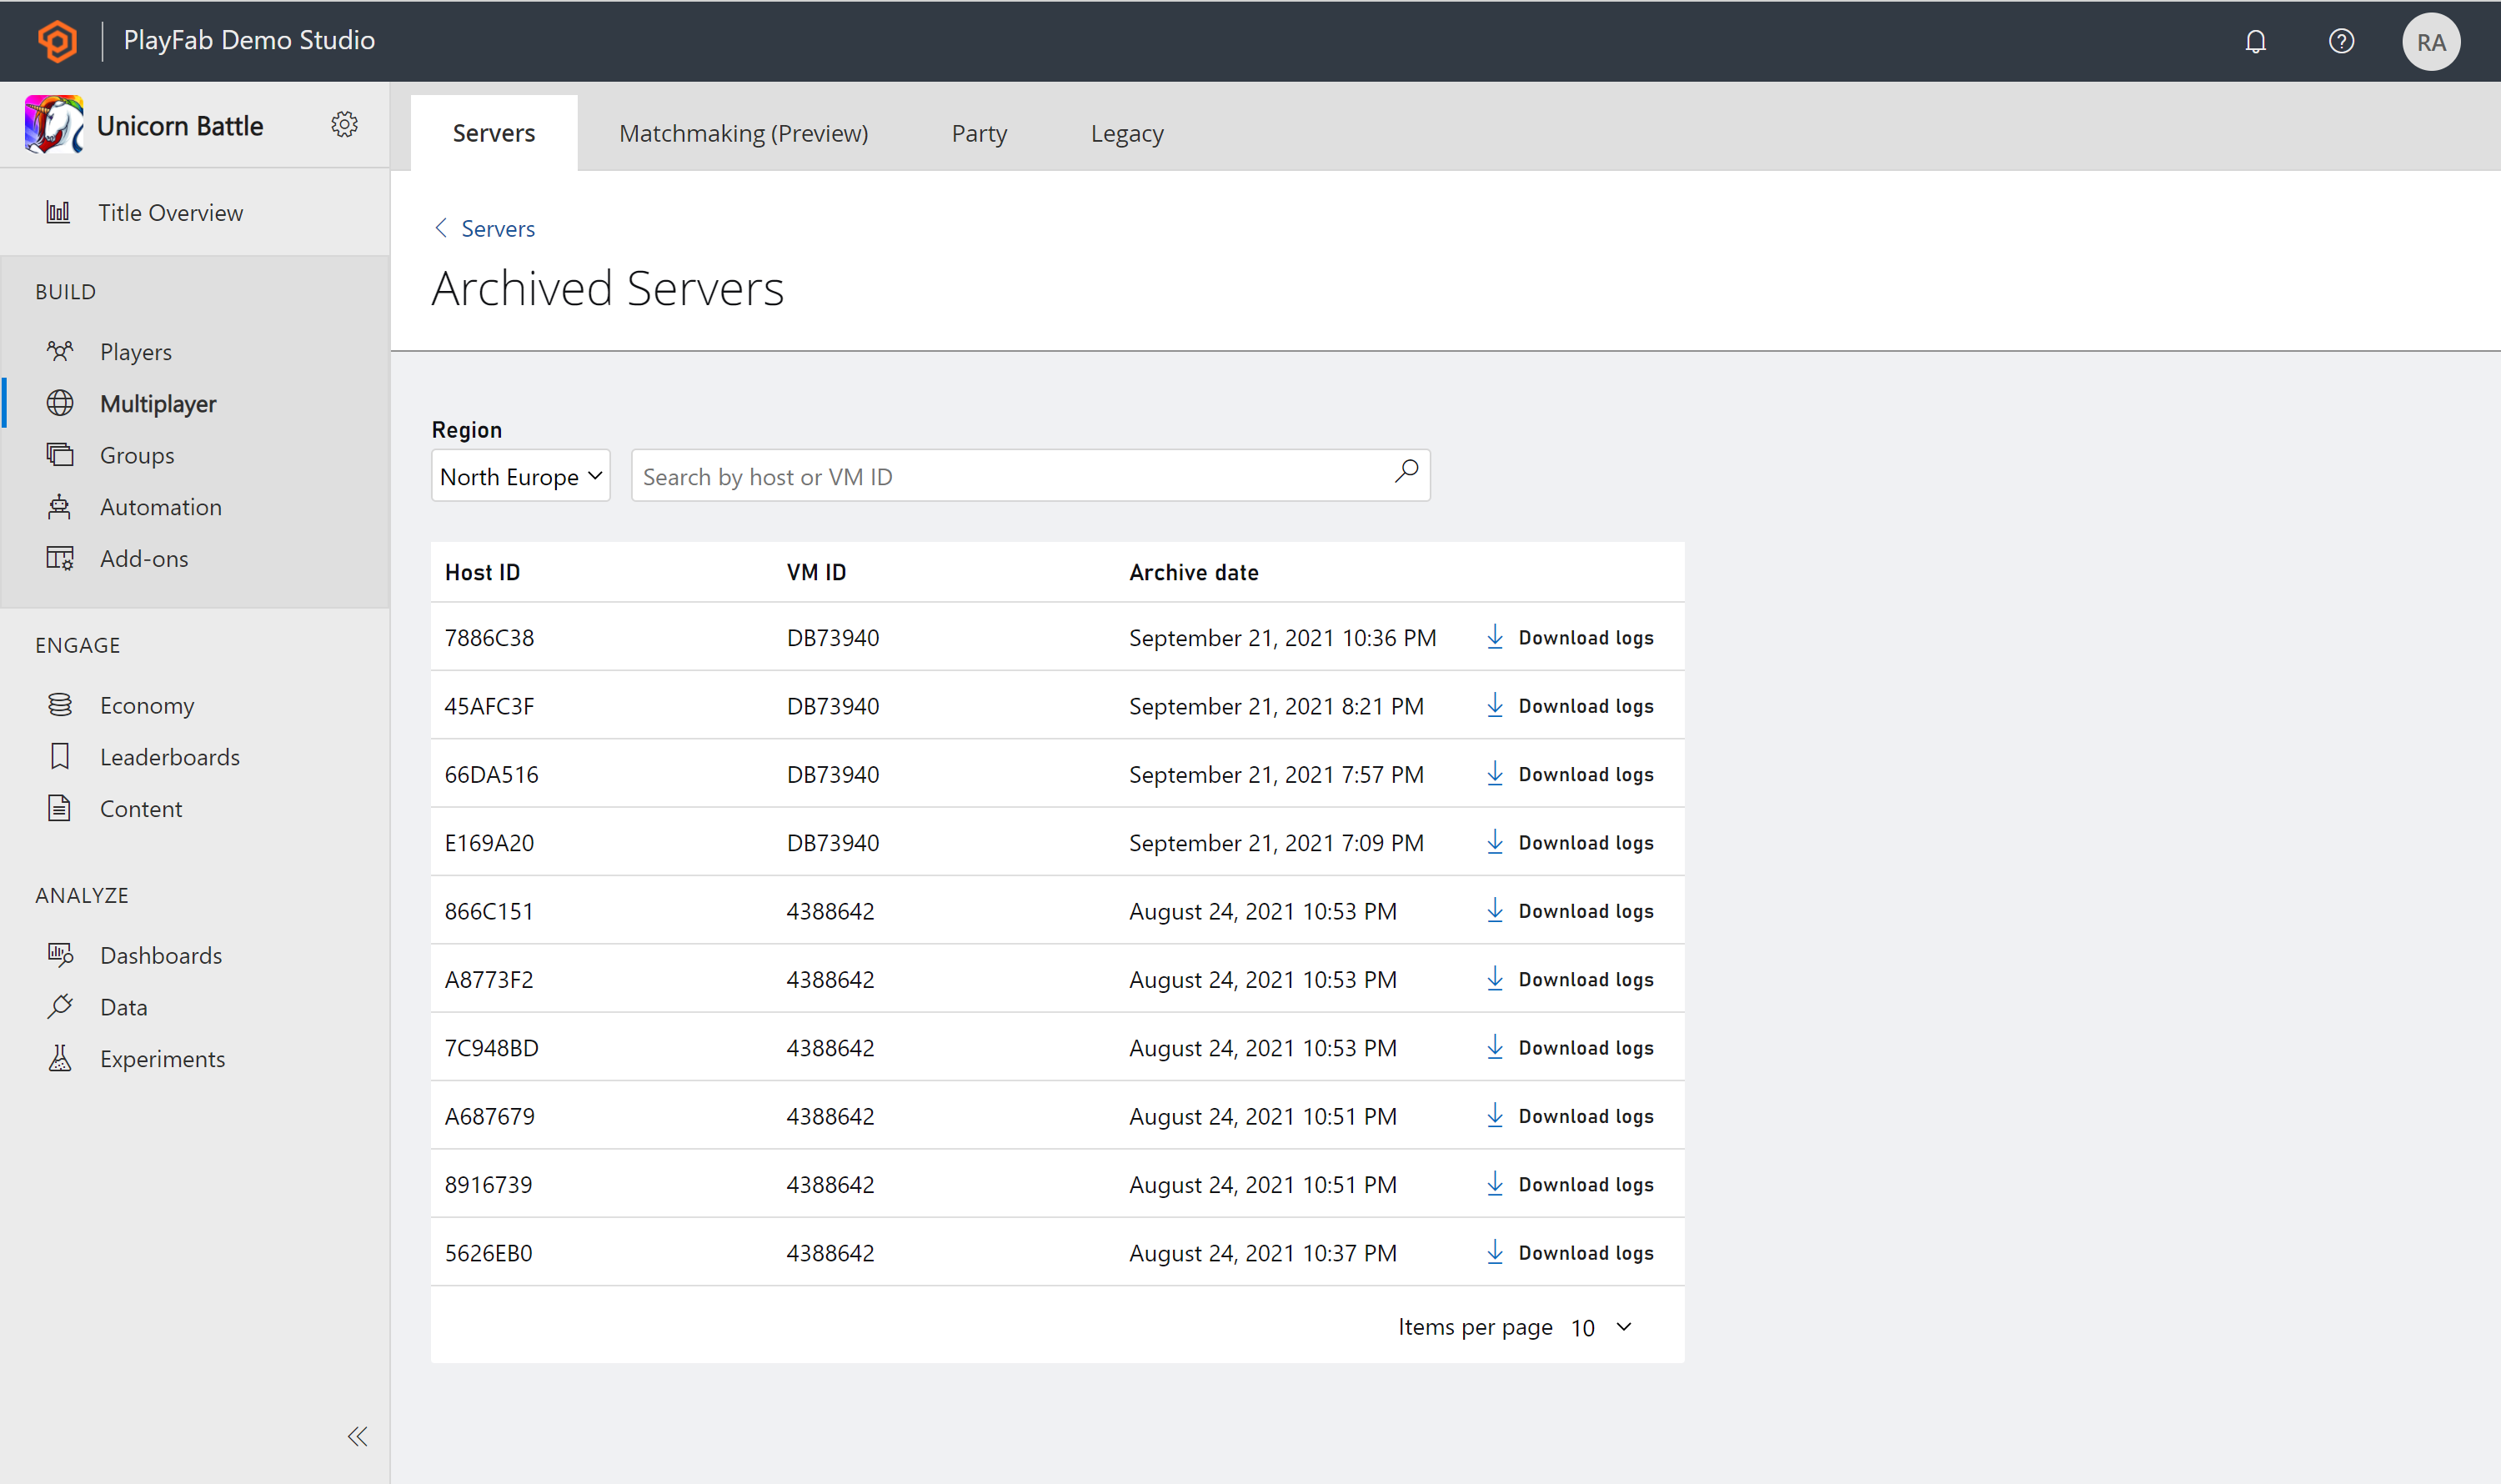 PlayFab Demo Studio
RA
Unicorn Battle
Title Overview
BUILD
Players
Multiplayer
Groups
Automation
Add-ons
ENGAGE
Economy
Leaderboards
Content
ANALYZE
Dashboards
Data
Experiments
Servers Matchmaking (Preview) Party Legacy
Servers
Archived Servers
Region
North Europe Search by host or VM ID
Host ID VM ID Archive date
7886C38 DB73940 September 21, 2021 10:36 PM Download logs
45AFC3F DB73940 September 21, 2021 8:21 PM Download logs
66DA516 DB73940 September 21, 2021 7:57 PM Download logs
E169A20 DB73940 September 21, 2021 7:09 PM Download logs
866C151 4388642 August 24, 2021 10:53 PM Download logs
A8773F2 4388642 August 24, 2021 10:53 PM Download logs
7C948BD 4388642 August 24, 2021 10:53 PM Download logs
A687679 4388642 August 24, 2021 10:51 PM Download logs
8916739 4388642 August 24, 2021 10:51 PM Download logs
5626EB0 4388642 August 24, 2021 10:37 PM Download logs
Items per page 10